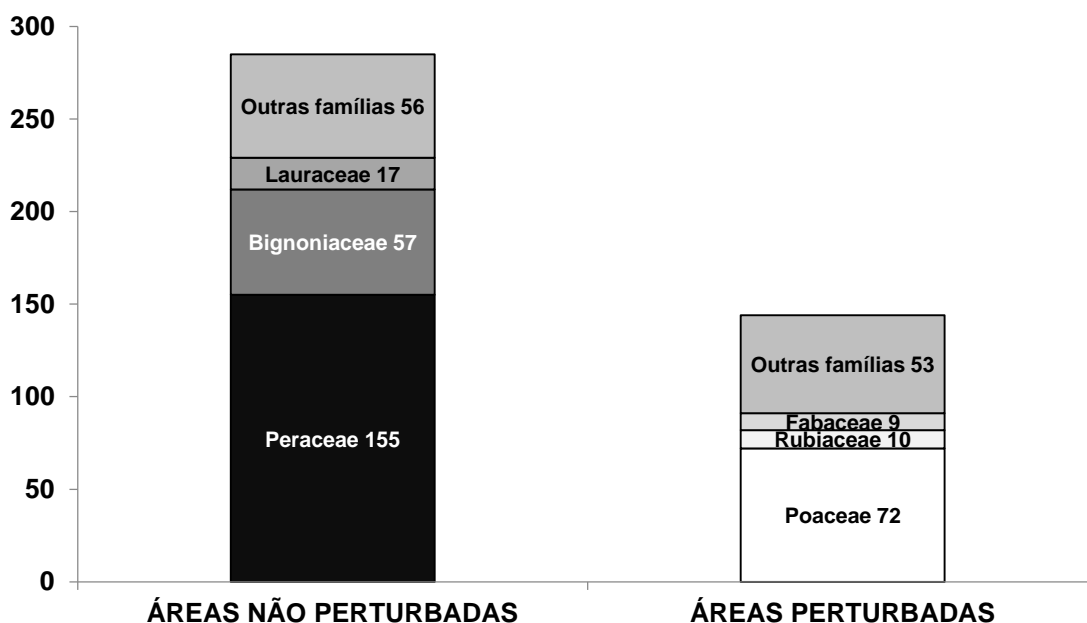 300
250
200
150
100
50
0
Outras famílias 56
Lauraceae 17
Bignoniaceae 57
Peraceae 155
Outras famílias 53
Fabaceae 9
Rubiaceae 10
Poaceae 72
ÁREAS NÃO PERTURBADAS
ÁREAS PERTURBADAS